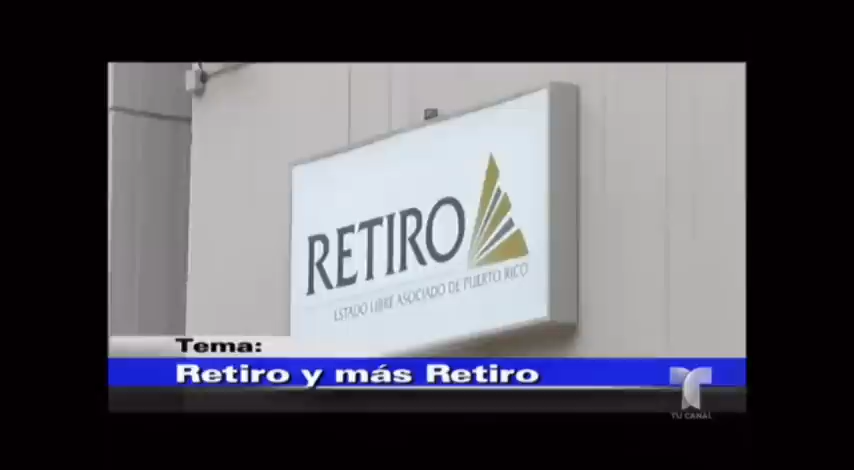 RETIRO
ESTADO LIBRE ASOCIADO DE PUERTO RICO
Tema:
Retiro y más Retiro
TU CANAL